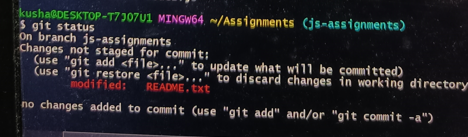 kusha@DESKTOP-T7J07U1 MINGW64 ~/Assignments (js-assignments)
$ git status
On branch js-assignments
Changes not staged for commit:
(use "git add <file>..." to update what will be committed)
(use "git restore <file>..." to discard changes in working directory
modified: README.txt
no changes added to commit (use "git add" and/or "git commit -a")